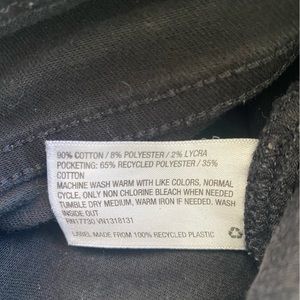 90% COTTON / 8% POLYESTER / 2% LYCRA
POCKETING: 65% RECYCLED POLYESTER / 35%
COTTON
MACHINE WASH WARM WITH LIKE COLORS, NORMAL
CYCLE, ONLY NON CHLORINE BLEACH WHEN NEEDED
TUMBLE DRY MEDIUM, WARM IRON IF NEEDED, WASH
INSIDE OUT
RN17730 VN1318131
LABEL MADE FROM 100% RECYCLED PLASTIC